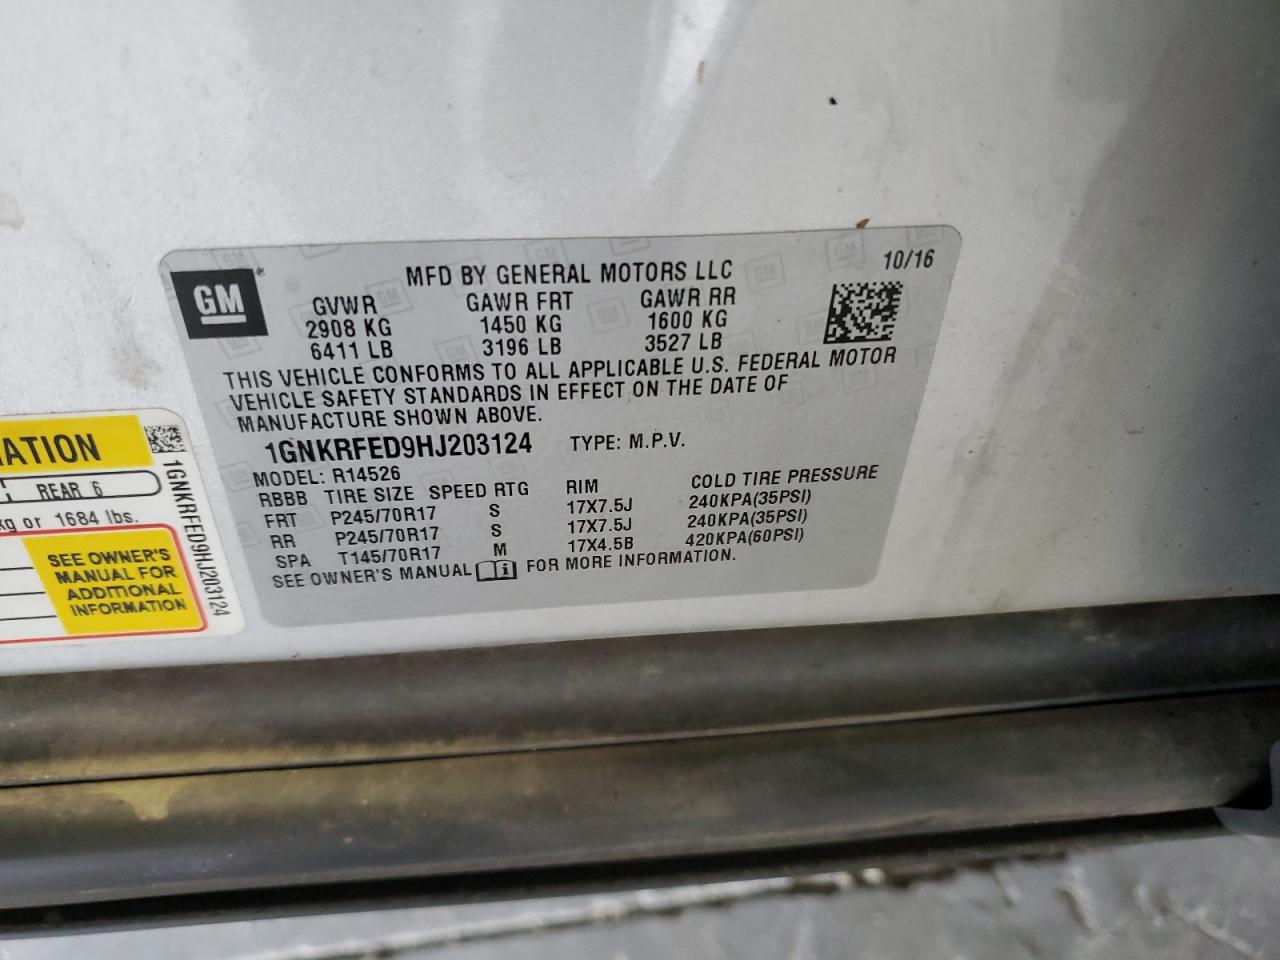 GM
MFD BY GENERAL MOTORS LLC
10/16
GVWR GAWR FRT GAWR RR
2908 KG 1450 KG 1600 KG
6411 LB 3196 LB 3527 LB
THIS VEHICLE CONFORMS TO ALL APPLICABLE U.S. FEDERAL MOTOR
VEHICLE SAFETY STANDARDS IN EFFECT ON THE DATE OF
MANUFACTURE SHOWN ABOVE.
1GNKRFED9HJ203124 TYPE: M.P.V.
MODEL: R14526
RBBB TIRE SIZE SPEED RTG RIM COLD TIRE PRESSURE
FRT P245/70R17 S 17X7.5J 240KPA(35PSI)
RR P245/70R17 S 17X7.5J 240KPA(35PSI)
SPA T145/70R17 M 17X4.5B 420KPA(60PSI)
SEE OWNER'S MANUAL FOR MORE INFORMATION.
ATION
REAR 6
kg or 1684 lbs.
SEE OWNER'S
MANUAL FOR
ADDITIONAL
INFORMATION
1GNKRFED9HJ203124